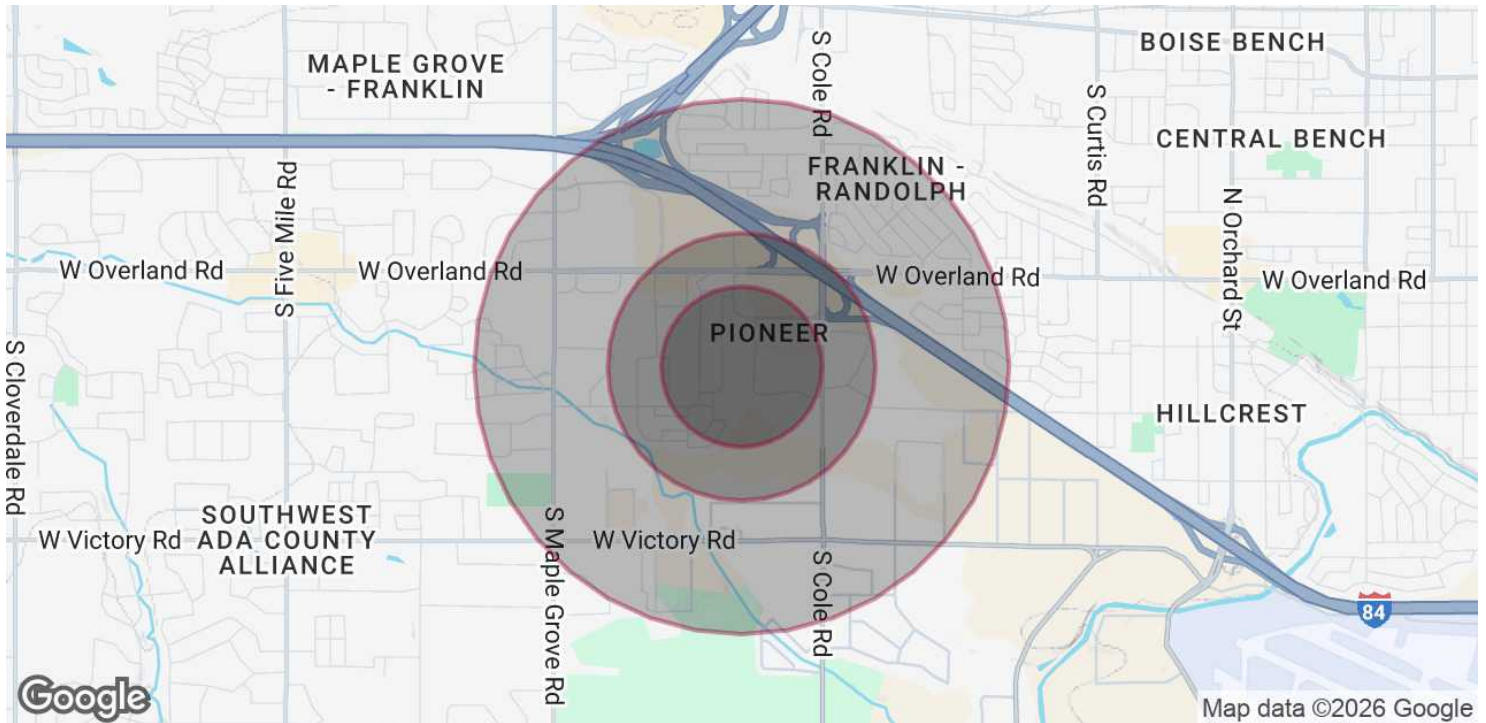 BOISE BENCH
MAPLE GROVE
- FRANKLIN
S Cole Rd
S Curtis Rd
CENTRAL BENCH
FRANKLIN -
RANDOLPH
S Five Mile Rd
N Orchard St
W Overland Rd
W Overland Rd
W Overland Rd
W Overland Rd
PIONEER
S Cloverdale Rd
HILLCREST
SOUTHWEST
ADA COUNTY
ALLIANCE
W Victory Rd
S Maple Grove Rd
W Victory Rd
S Cole Rd
84
Google
Map data ©2026 Google